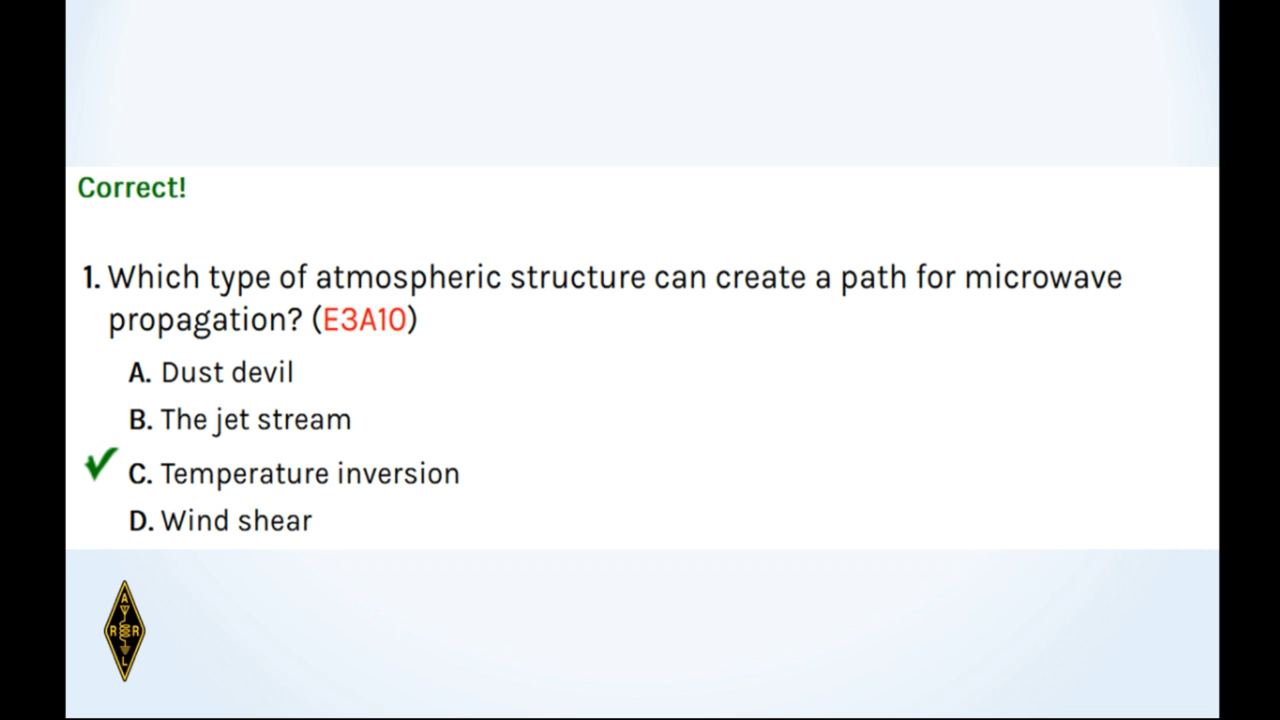 Correct!
1. Which type of atmospheric structure can create a path for microwave
propagation? (E3A10)
A. Dust devil
B. The jet stream
C. Temperature inversion
D. Wind shear
A
R R
L